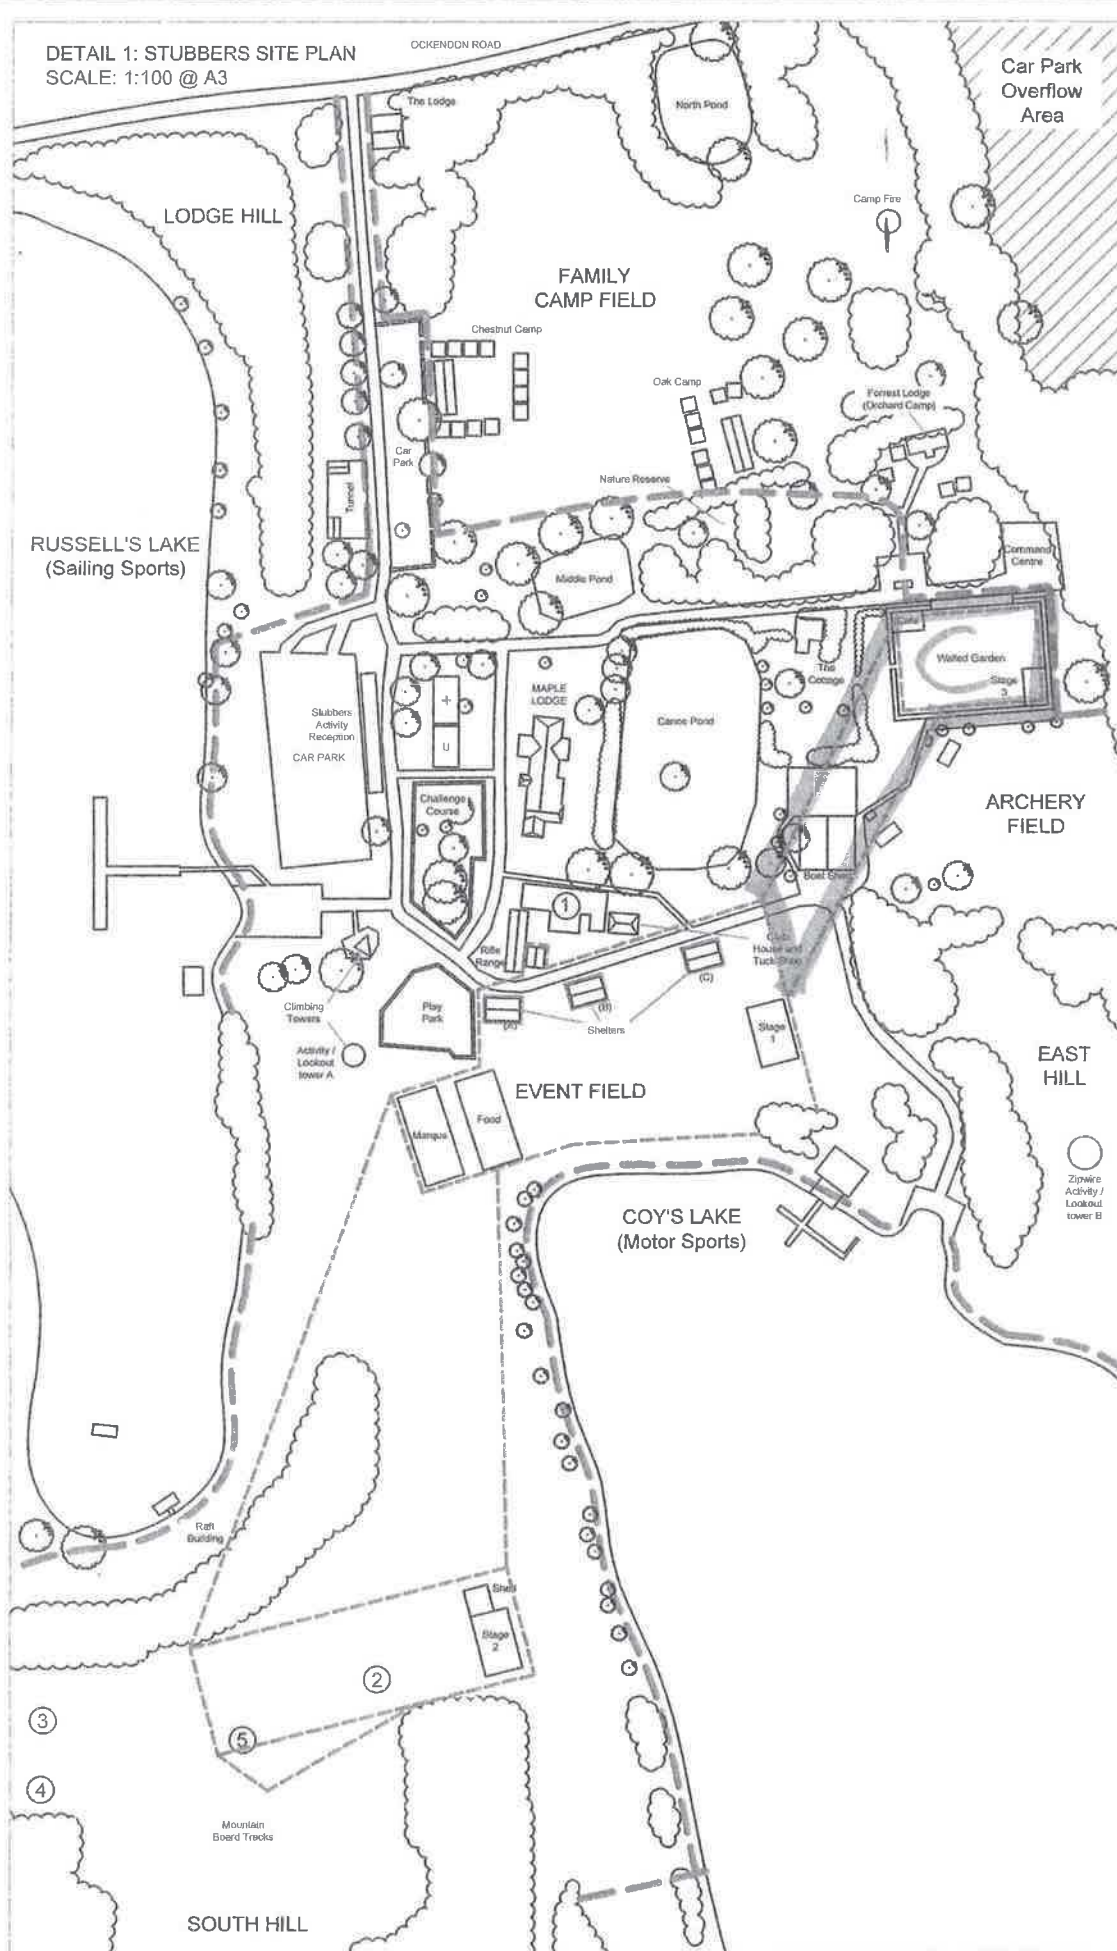 DETAIL 1: STUBBERS SITE PLAN
SCALE: 1:100 @ A3
OCKENDON ROAD
Car Park
Overflow
Area
The Lodge
North Pond
LODGE HILL
Camp Fire
FAMILY
CAMP FIELD
Chestnut Camp
Oak Camp
Forrest Lodge
(Orchard Camp)
Car
Park
Nature Reserve
Tunnel
RUSSELL'S LAKE
(Sailing Sports)
Middle Pond
Command
Centre
Cafe
Walled Garden
Stage
3
The
Cottage
MAPLE
LODGE
Canoe Pond
Stubbers
Activity
Reception
CAR PARK
U
Challenge
Course
ARCHERY
FIELD
Boat Shed
1
Rifle
Range
House and
Tuck Shop
(A)
(B)
(C)
Shelters
Play
Park
Climbing
Towers
Activity /
Lookout
tower A
Stage
1
EAST
HILL
EVENT FIELD
Marque
Food
Zipwire
Activity /
Lookout
tower B
COY'S LAKE
(Motor Sports)
Raft
Building
Shed
Stage
2
2
3
5
4
Mountain
Board Tracks
SOUTH HILL